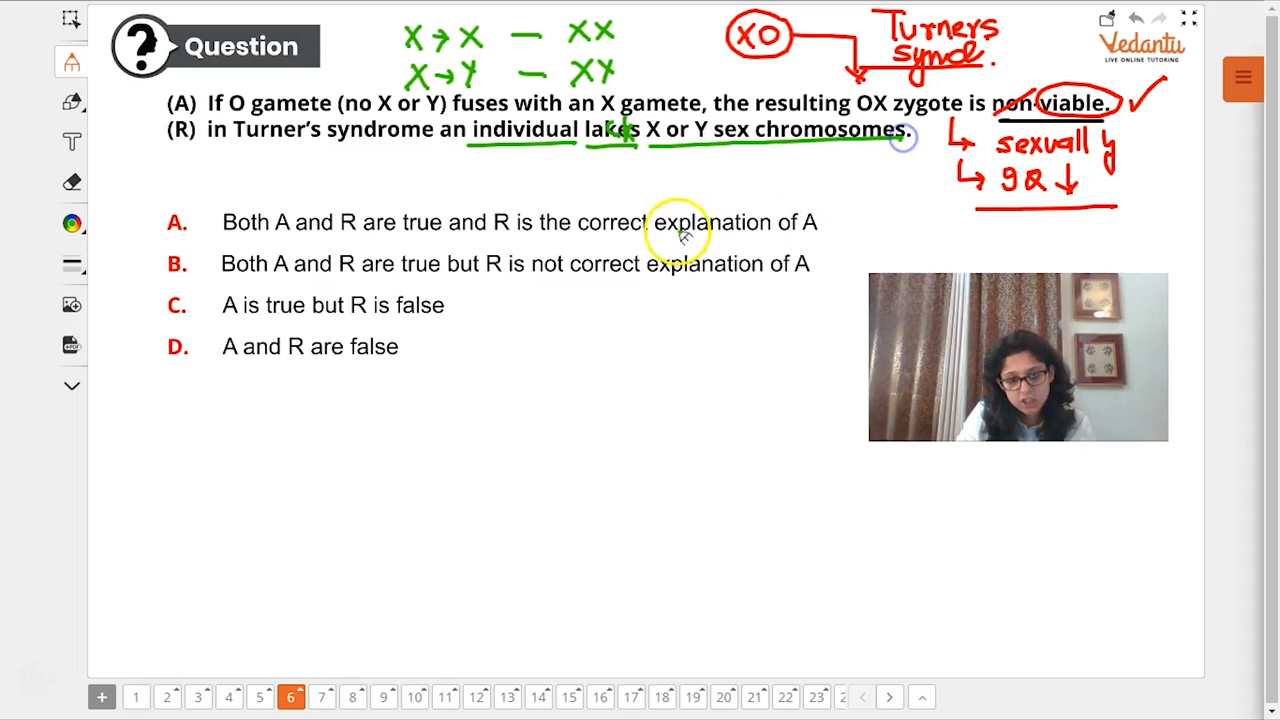 Question
X → X — XX
X → Y — XY
XO
Turners
Synd.
Vedantu
LIVE ONLINE TUTORING
(A) If O gamete (no X or Y) fuses with an X gamete, the resulting OX zygote is non-viable.
(R) in Turner's syndrome an individual lakes X or Y sex chromosomes.
ck
sexually
IQ ↓
A. Both A and R are true and R is the correct explanation of A
B. Both A and R are true but R is not correct explanation of A
C. A is true but R is false
D. A and R are false
+ 1 2 3 4 5 6 7 8 9 10 11 12 13 14 15 16 17 18 19 20 21 22 23 2